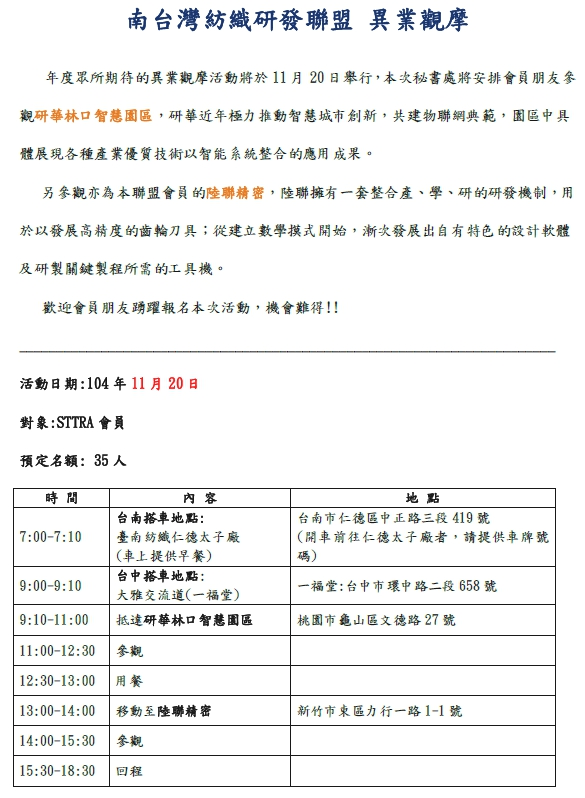 南台灣紡織研發聯盟 異業觀摩
年度眾所期待的異業觀摩活動將於 11 月 20 日舉行，本次秘書處將安排會員朋友參
觀研華林口智慧園區，研華近年極力推動智慧城市創新，共建物聯網典範，園區中具
體展現各種產業優質技術以智能系統整合的應用成果。
另參觀亦為本聯盟會員的陸聯精密，陸聯擁有一套整合產、學、研的研發機制，用
於以發展高精度的齒輪刀具；從建立數學摸式開始，漸次發展出自有特色的設計軟體
及研製關鍵製程所需的工具機。
歡迎會員朋友踴躍報名本次活動，機會難得!!
活動日期:104 年 11 月 20 日
對象:STTRA 會員
預定名額: 35 人
時 間 內 容 地 點
7:00-7:10 台南搭車地點: 台南市仁德區中正路三段 419 號
臺南紡織仁德太子廠 (開車前往仁德太子廠者，請提供車牌號
(車上提供早餐) 碼)
9:00-9:10 台中搭車地點: 一福堂:台中市環中路二段 658 號
大雅交流道(一福堂)
9:10-11:00 抵達研華林口智慧園區 桃園市龜山區文德路 27 號
11:00-12:30 參觀
12:30-13:00 用餐
13:00-14:00 移動至陸聯精密 新竹市東區力行一路 1-1 號
14:00-15:30 參觀
15:30-18:30 回程